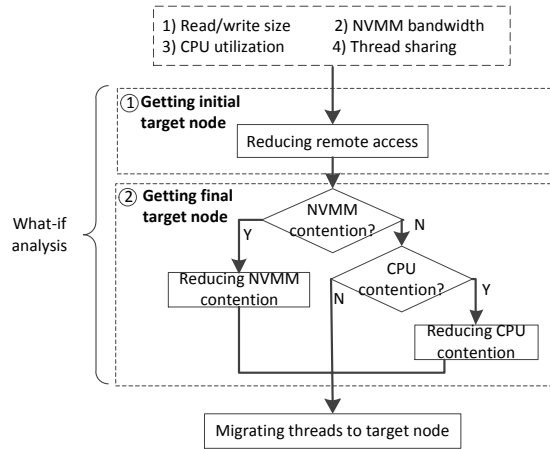 1) Read/write size 2) NVMM bandwidth
3) CPU utilization 4) Thread sharing
① Getting initial
target node
Reducing remote access
② Getting final
target node
NVMM
contention?
Y
N
What-if
analysis
Reducing NVMM
contention
CPU
contention?
N
Y
Reducing CPU
contention
Migrating threads to target node